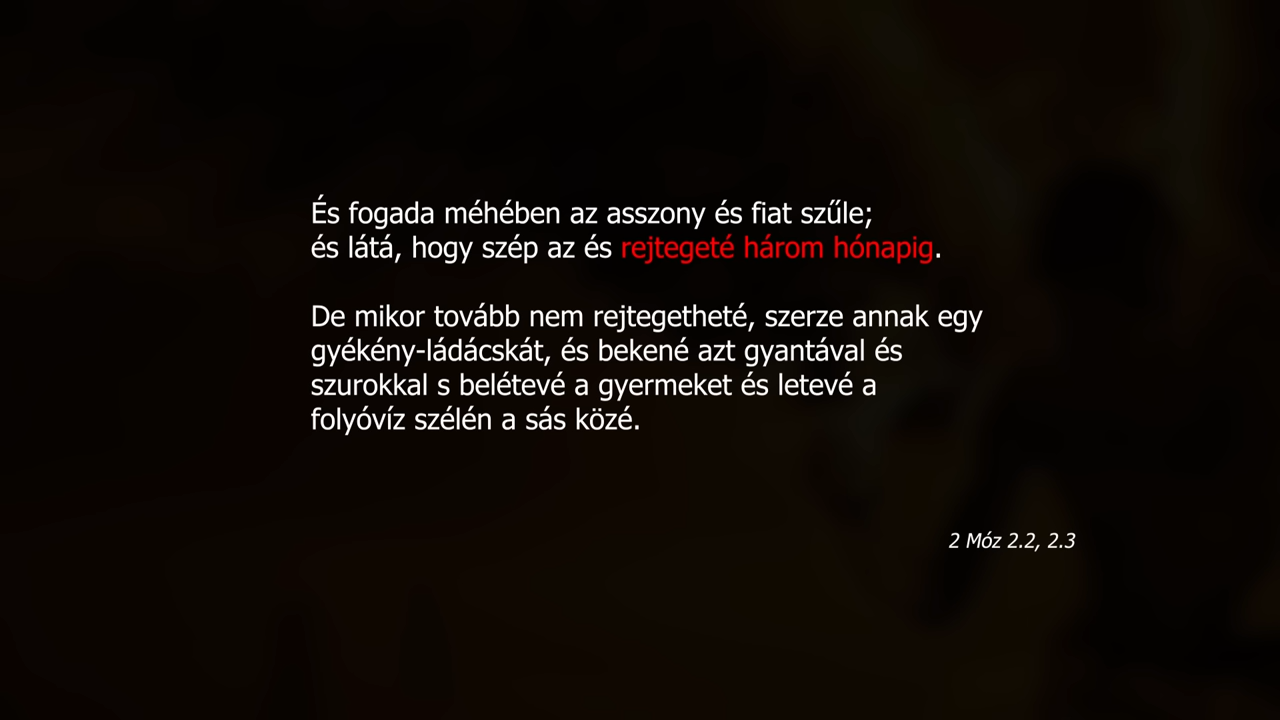 És fogada méhében az asszony és fiat szűle;
és látá, hogy szép az és rejtegeté három hónapig.
De mikor tovább nem rejtegetheté, szerze annak egy
gyékény-ládácskát, és bekené azt gyantával és
szurokkal s belétevé a gyermeket és letevé a
folyóvíz szélén a sás közé.
2 Móz 2.2, 2.3